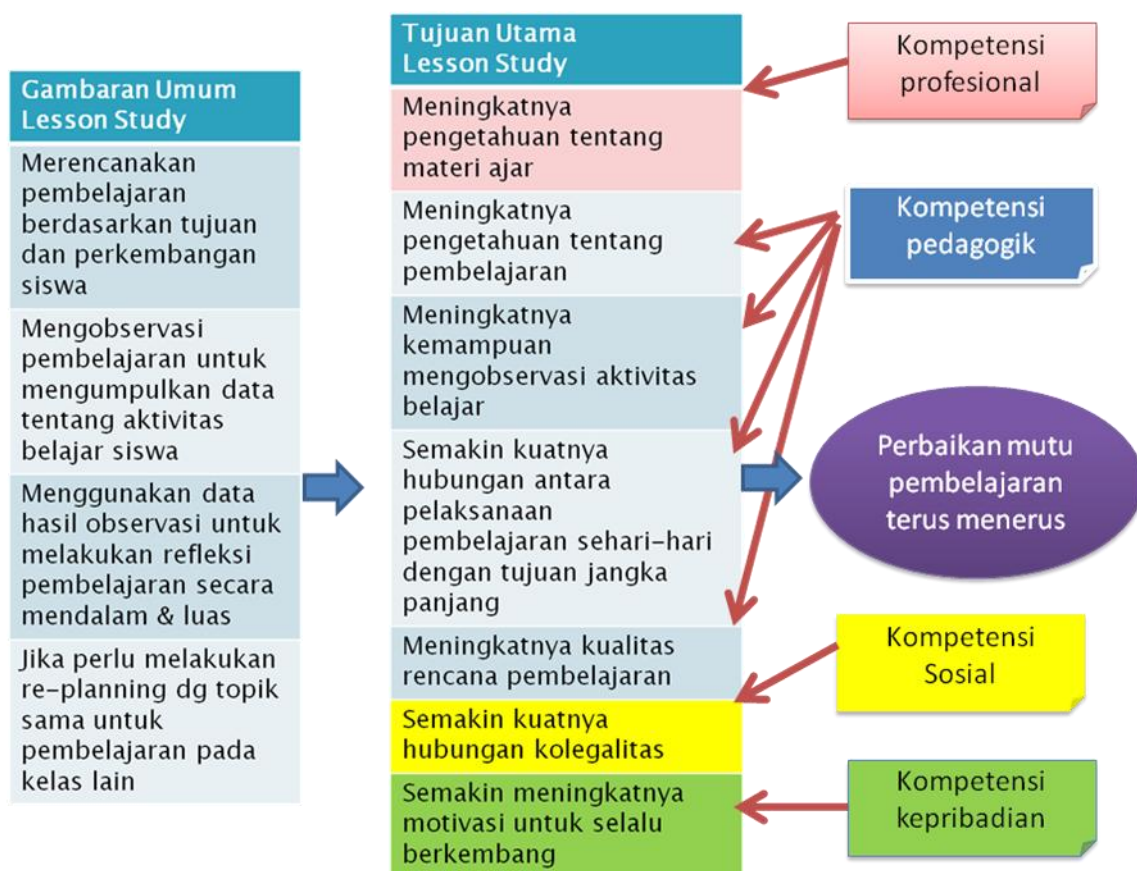 Gambaran Umum
Lesson Study
Merencanakan
pembelajaran
berdasarkan tujuan
dan perkembangan
siswa
Mengobservasi
pembelajaran untuk
mengumpulkan data
tentang aktivitas
belajar siswa
Menggunakan data
hasil observasi untuk
melakukan refleksi
pembelajaran secara
mendalam & luas
Jika perlu melakukan
re-planning dg topik
sama untuk
pembelajaran pada
kelas lain
Tujuan Utama
Lesson Study
Meningkatnya
pengetahuan tentang
materi ajar
Meningkatnya
pengetahuan tentang
pembelajaran
Meningkatnya
kemampuan
mengobservasi aktivitas
belajar
Semakin kuatnya
hubungan antara
pelaksanaan
pembelajaran sehari-hari
dengan tujuan jangka
panjang
Meningkatnya kualitas
rencana pembelajaran
Semakin kuatnya
hubungan kolegalitas
Semakin meningkatnya
motivasi untuk selalu
berkembang
Kompetensi
profesional
Kompetensi
pedagogik
Perbaikan mutu
pembelajaran
terus menerus
Kompetensi
Sosial
Kompetensi
kepribadian